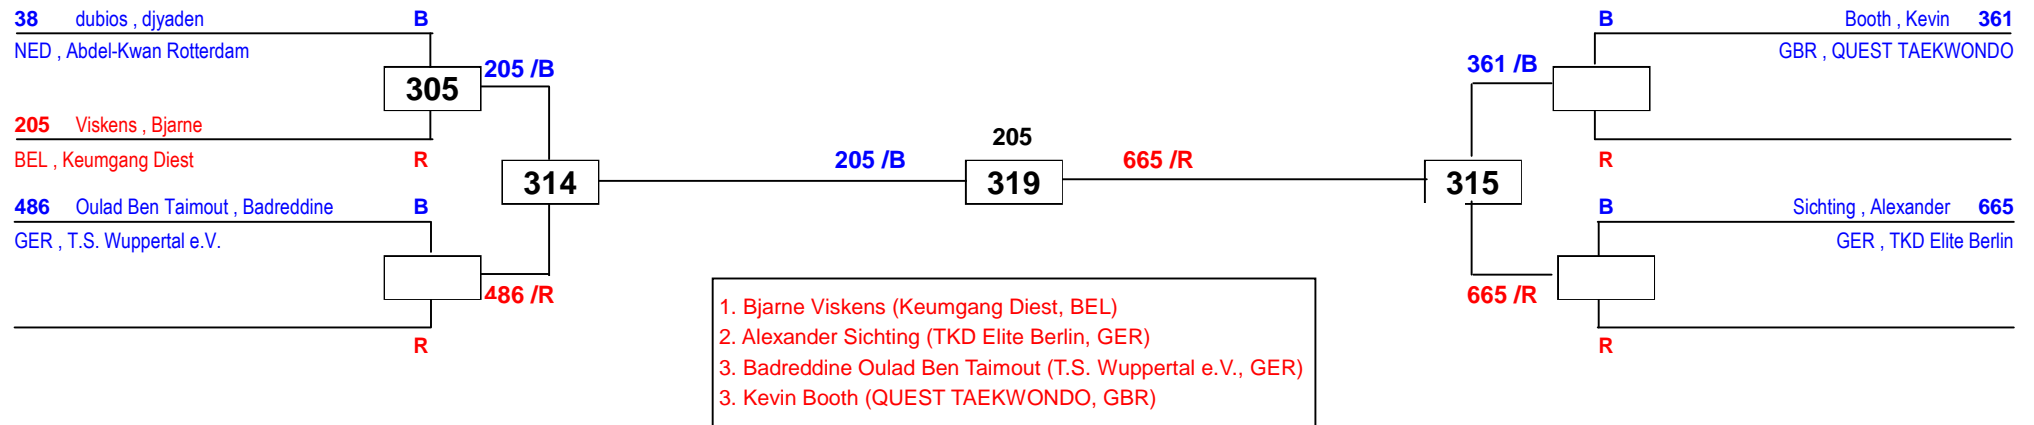 38 dubios , djyaden B
NED , Abdel-Kwan Rotterdam
305
205 /B
205 Viskens , Bjarne
BEL , Keumgang Diest R
314
486 Oulad Ben Taimout , Badreddine B
GER , T.S. Wuppertal e.V.
486 /R
R
205 /B
205
319
665 /R
B Booth , Kevin 361
GBR , QUEST TAEKWONDO
361 /B
R
315
B Sichting , Alexander 665
GER , TKD Elite Berlin
665 /R
R
1. Bjarne Viskens (Keumgang Diest, BEL)
2. Alexander Sichting (TKD Elite Berlin, GER)
3. Badreddine Oulad Ben Taimout (T.S. Wuppertal e.V., GER)
3. Kevin Booth (QUEST TAEKWONDO, GBR)